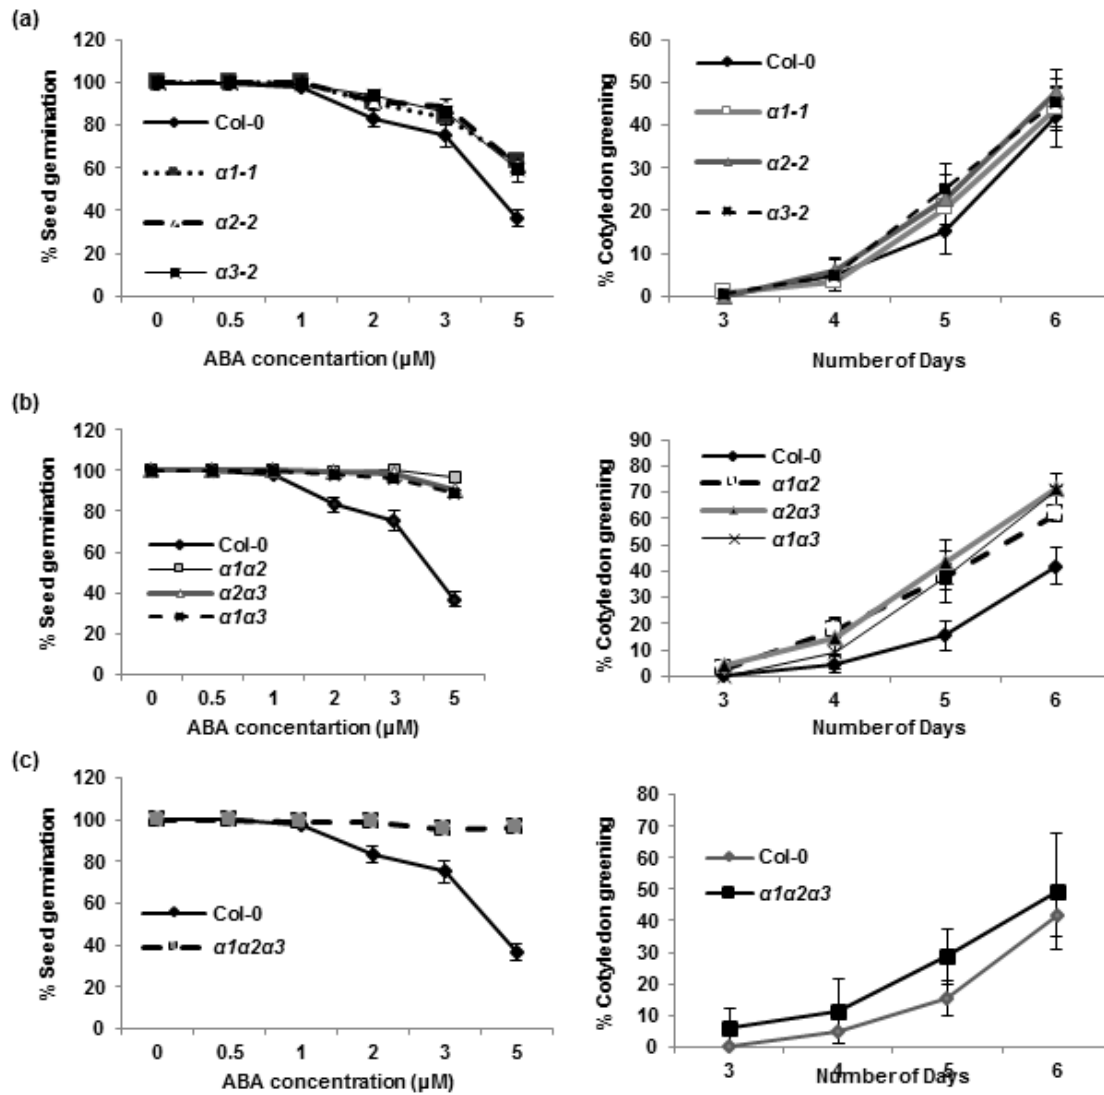 (a)
120
100
80
60
40
20
0
% Seed germination
Col-0
α1-1
α2-2
α3-2
0 0.5 1 2 3 5
ABA concentartion (µM)
60
50
40
30
20
10
0
% Cotyledon greening
Col-0
α1-1
α2-2
α3-2
3 4 5 6
Number of Days
(b)
120
100
80
60
40
20
0
% Seed germination
Col-0
α1α2
α2α3
α1α3
0 0.5 1 2 3 5
ABA concentartion (µM)
90
80
70
60
50
40
30
20
10
0
% Cotyledon greening
Col-0
α1α2
α2α3
α1α3
3 4 5 6
Number of Days
(c)
120
100
80
60
40
20
0
% Seed germination
Col-0
α1α2α3
0 0.5 1 2 3 5
ABA concentration (µM)
80
70
60
50
40
30
20
10
0
% Cotyledon greening
Col-0
α1α2α3
3 4 5 6
Number of Days